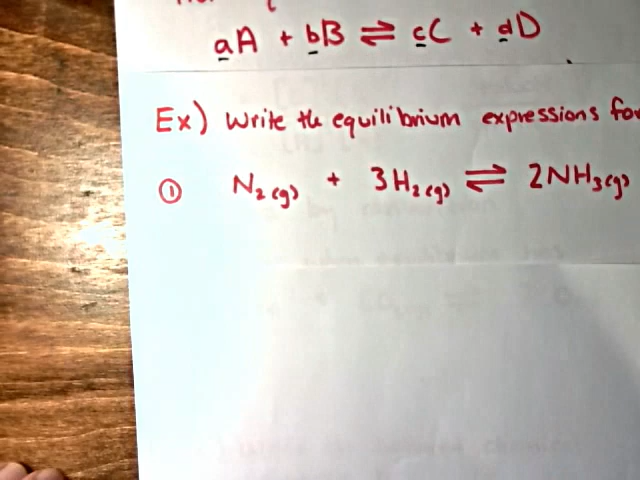 aA + bB ⇌ cC + dD
Ex) Write the equilibrium expressions for
① N₂(g) + 3H₂(g) ⇌ 2NH₃(g)